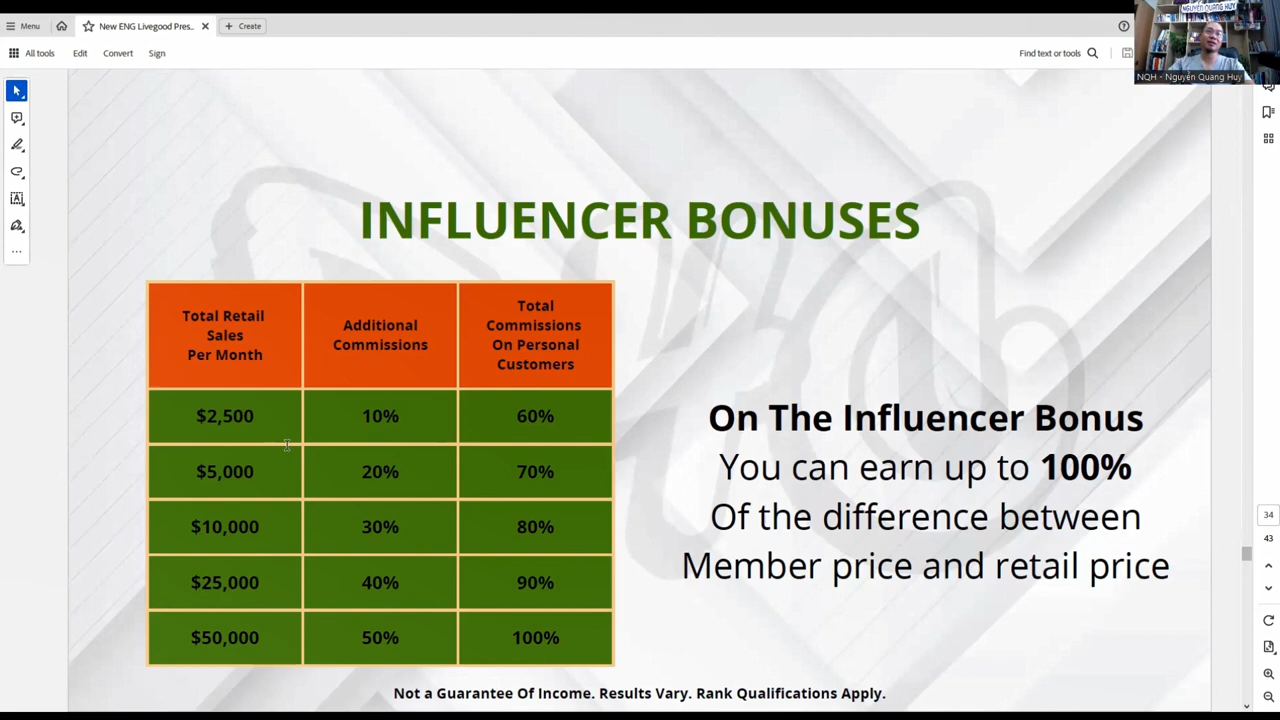 Menu
New ENG Livegood Pres...
Create
All tools
Edit
Convert
Sign
Find text or tools
NGUYỄN QUANG HUY
NQH - Nguyễn Quang Huy
INFLUENCER BONUSES
Total Retail
Sales
Per Month
Additional
Commissions
Total
Commissions
On Personal
Customers
$2,500 10% 60%
$5,000 20% 70%
$10,000 30% 80%
$25,000 40% 90%
$50,000 50% 100%
On The Influencer Bonus
You can earn up to 100%
Of the difference between
Member price and retail price
Not a Guarantee Of Income. Results Vary. Rank Qualifications Apply.
34
43